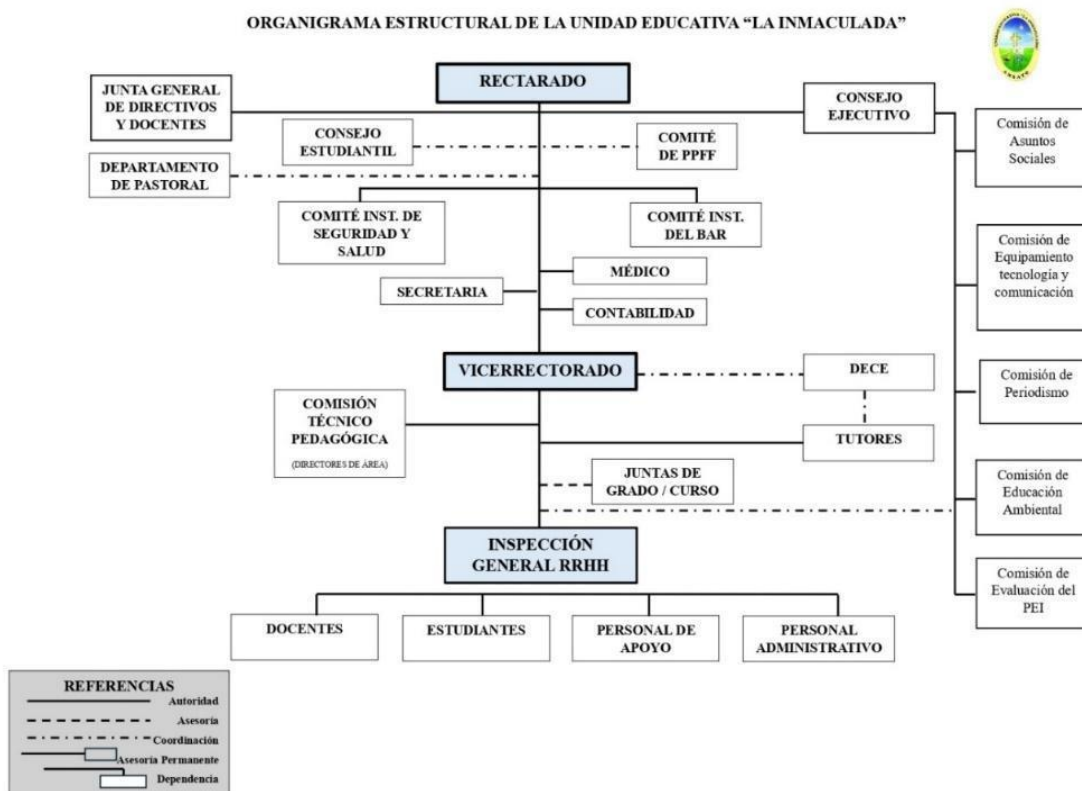 ORGANIGRAMA ESTRUCTURAL DE LA UNIDAD EDUCATIVA “LA INMACULADA”
RECTARADO
JUNTA GENERAL
DE DIRECTIVOS
Y DOCENTES
CONSEJO
EJECUTIVO
CONSEJO
ESTUDIANTIL
COMITÉ
DE PPFF
DEPARTAMENTO
DE PASTORAL
COMITÉ INST. DE
SEGURIDAD Y
SALUD
COMITÉ INST.
DEL BAR
MÉDICO
SECRETARIA
CONTABILIDAD
VICERRECTORADO
DECE
COMISIÓN
TÉCNICO
PEDAGÓGICA
(DIRECTORES DE ÁREA)
TUTORES
JUNTAS DE
GRADO / CURSO
INSPECCIÓN
GENERAL RRHH
DOCENTES
ESTUDIANTES
PERSONAL DE
APOYO
PERSONAL
ADMINISTRATIVO
Comisión de
Asuntos
Sociales
Comisión de
Equipamiento
tecnología y
comunicación
Comisión de
Periodismo
Comisión de
Educación
Ambiental
Comisión de
Evaluación del
PEI
REFERENCIAS
Autoridad
Asesoría
Coordinación
Asesoría Permanente
Dependencia